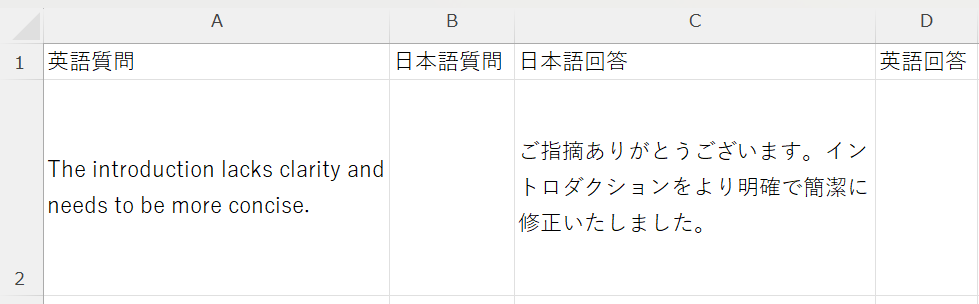 A B C D
1 英語質問 日本語質問 日本語回答 英語回答
The introduction lacks clarity and
needs to be more concise.
ご指摘ありがとうございます。イン
トロダクションをより明確で簡潔に
修正いたしました。
2